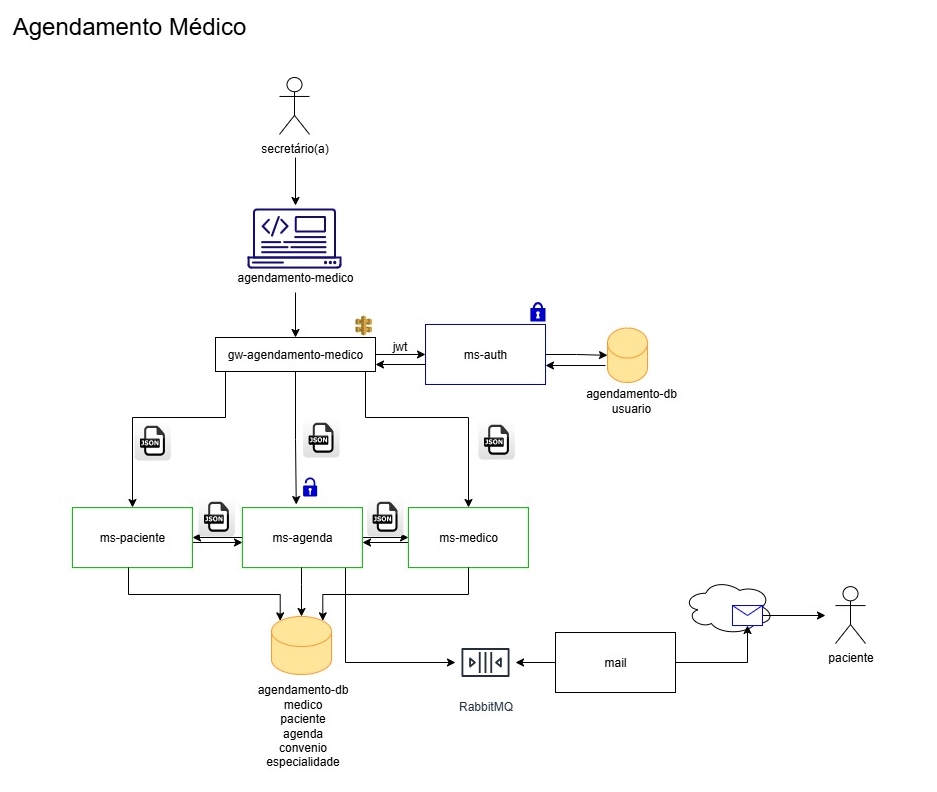 Agendamento Médico
secretário(a)
</>
agendamento-medico
gw-agendamento-medico
jwt
ms-auth
agendamento-db
usuario
JSON
JSON
JSON
JSON
JSON
ms-paciente
ms-agenda
ms-medico
agendamento-db
medico
paciente
agenda
convenio
especialidade
RabbitMQ
mail
paciente